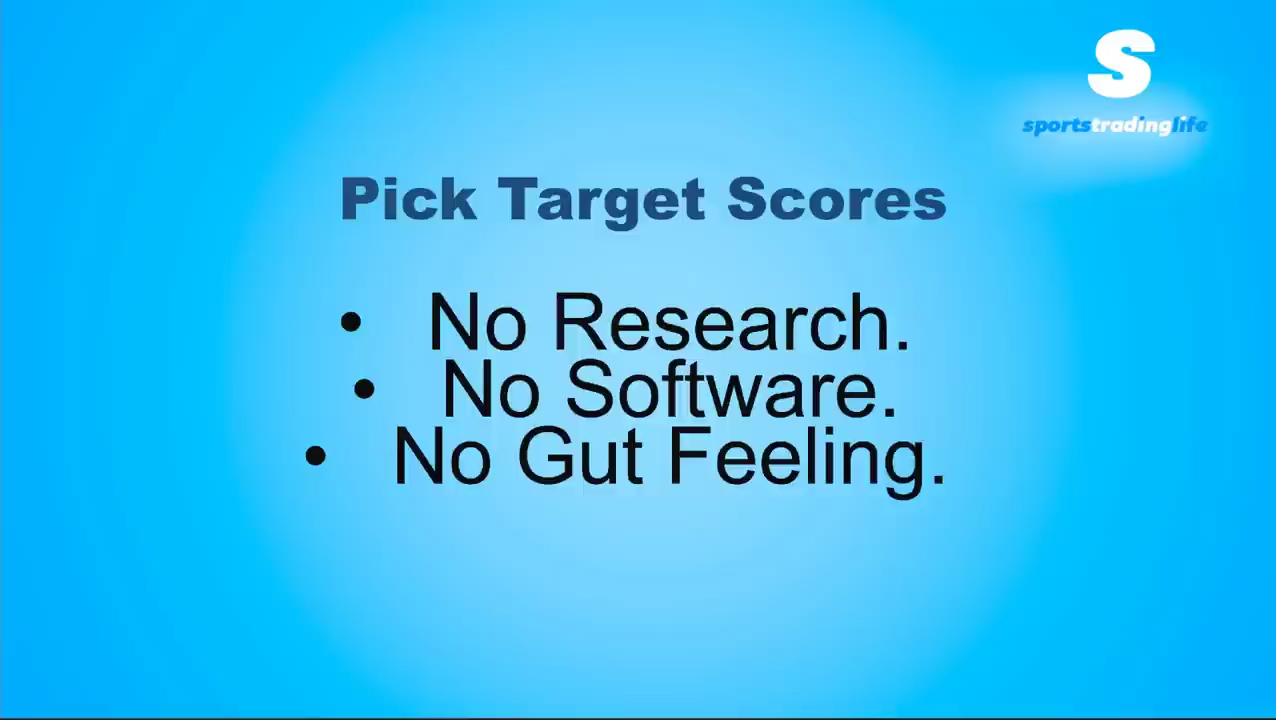 S
sportstradinglife
Pick Target Scores
• No Research.
• No Software.
• No Gut Feeling.